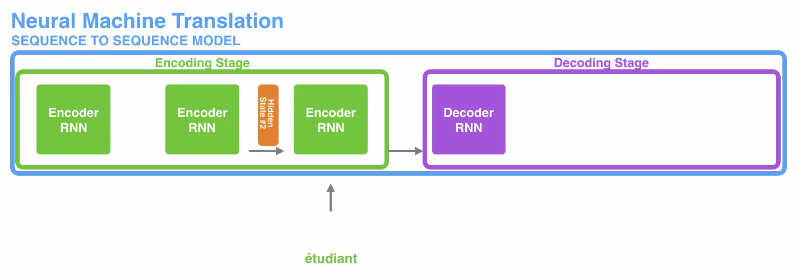 Neural Machine Translation
SEQUENCE TO SEQUENCE MODEL
Encoding Stage
Decoding Stage
Encoder
RNN
Encoder
RNN
Hidden
State #2
Encoder
RNN
Decoder
RNN
étudiant